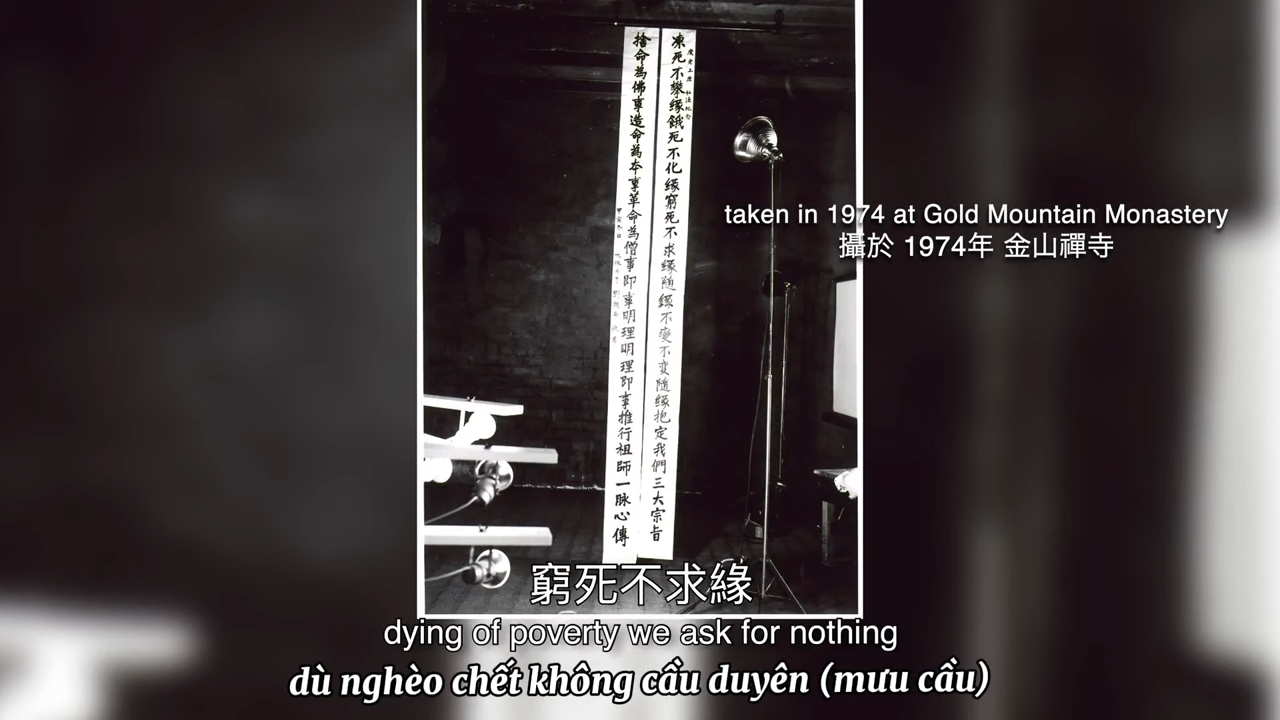 凍死不攀緣餓死不化緣窮死不求緣隨緣不變不變隨緣抱定我們三大宗旨
捨命為佛事造命為本事革命為僧事即事明理明理即事推行祖師一脈心傳
甲寅冬日
taken in 1974 at Gold Mountain Monastery
攝於 1974年 金山禪寺
窮死不求緣
dying of poverty we ask for nothing
dù nghèo chết không cầu duyên (mưu cầu)